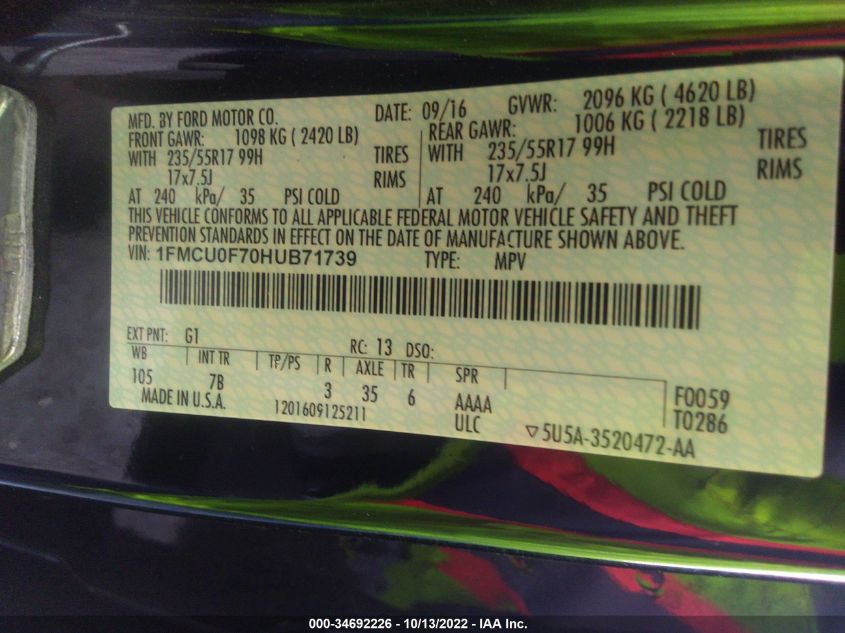 MFD. BY FORD MOTOR CO. DATE: 09/16 GVWR: 2096 KG ( 4620 LB)
FRONT GAWR: 1098 KG ( 2420 LB) REAR GAWR: 1006 KG ( 2218 LB)
WITH 235/55R17 99H TIRES WITH 235/55R17 99H TIRES
17x7.5J RIMS 17x7.5J RIMS
AT 240 kPa/ 35 PSI COLD AT 240 kPa/ 35 PSI COLD
THIS VEHICLE CONFORMS TO ALL APPLICABLE FEDERAL MOTOR VEHICLE SAFETY AND THEFT
PREVENTION STANDARDS IN EFFECT ON THE DATE OF MANUFACTURE SHOWN ABOVE.
VIN: 1FMCU0F70HUB71739 TYPE: MPV
EXT PNT: G1 RC: 13 DSO:
WB INT TR TP/PS R AXLE TR SPR
105 7B 3 35 6 AAAA F0059
MADE IN U.S.A. 1201609125211 ULC T0286
▽5U5A-3520472-AA
000-34692226 - 10/13/2022 - IAA Inc.